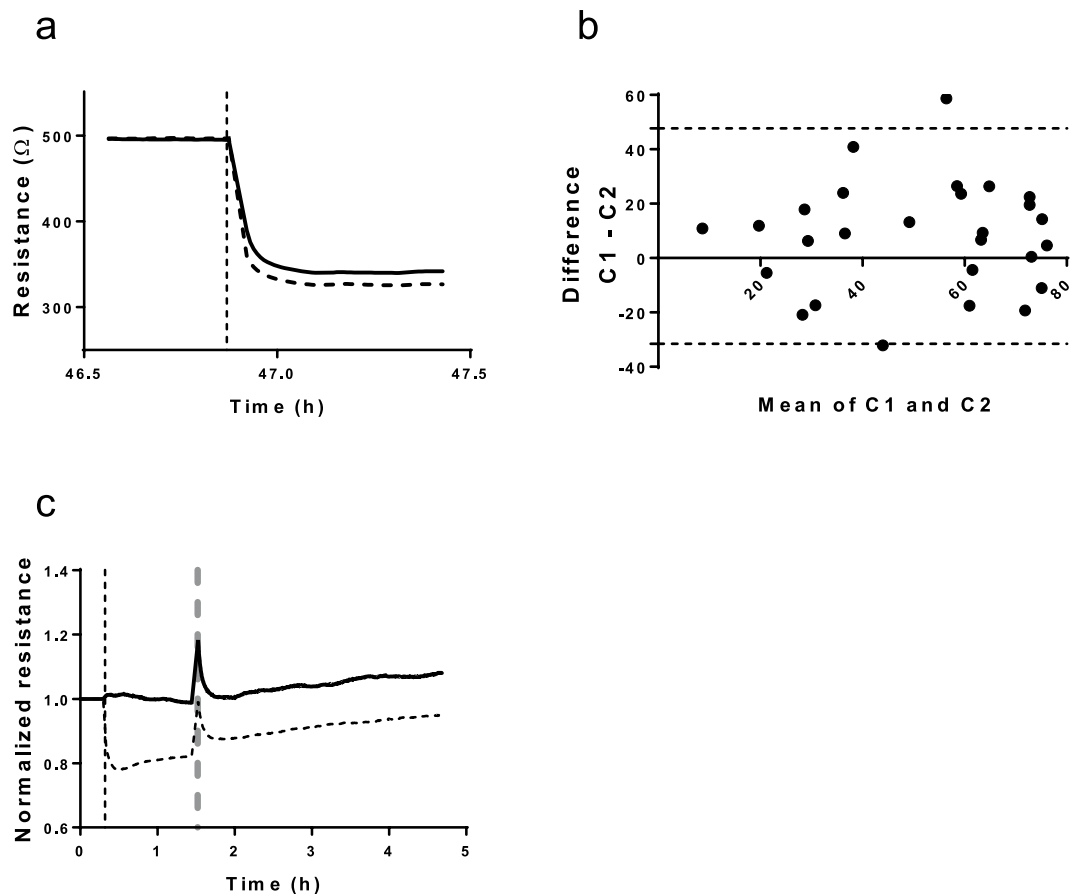 a
Resistance (Ω)
500
400
300
46.5
47.0
47.5
Time (h)
b
Difference
C1 - C2
60
40
20
0
-20
-40
20
40
60
80
Mean of C1 and C2
c
Normalized resistance
1.4
1.2
1.0
0.8
0.6
0
1
2
3
4
5
Time (h)